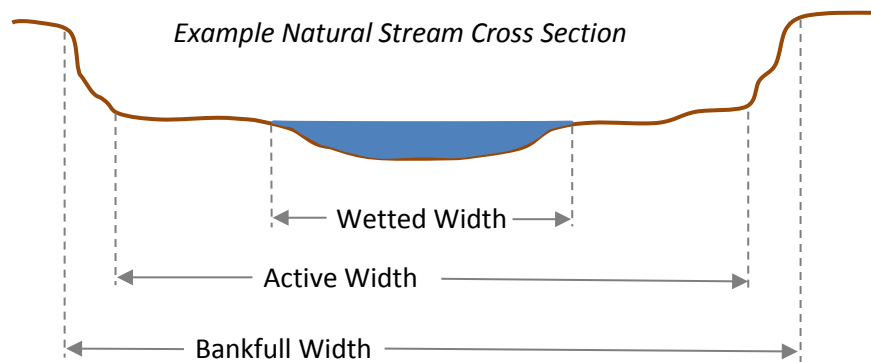 Example Natural Stream Cross Section
Wetted Width
Active Width
Bankfull Width